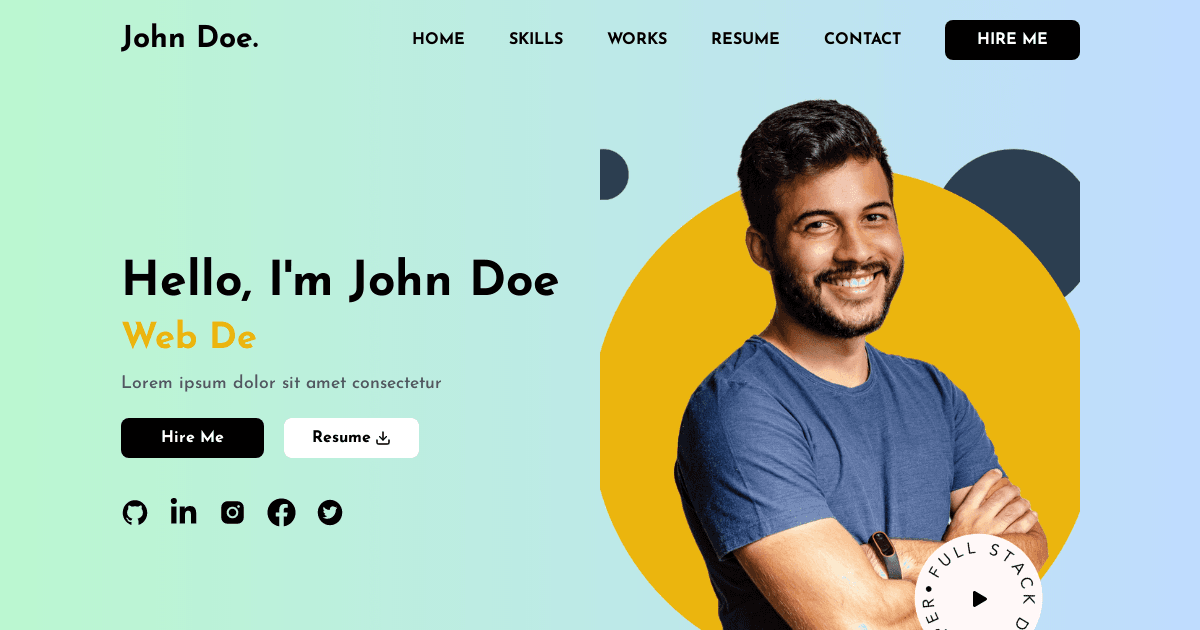 John Doe.
HOME SKILLS WORKS RESUME CONTACT HIRE ME
Hello, I'm John Doe
Web De
Lorem ipsum dolor sit amet consectetur
Hire Me Resume
in
FULL STACK